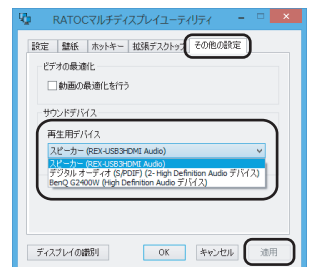 RATOCマルチディスプレイユーティリティ
設定 壁紙 ホットキー 拡張デスクトップ その他の設定
ビデオの最適化
動画の最適化を行う
サウンドデバイス
再生用デバイス
スピーカー (REX-USB3HDMI Audio)
スピーカー (REX-USB3HDMI Audio)
デジタル オーディオ (S/PDIF) (2- High Definition Audio デバイス)
BenQ G2400W (High Definition Audio デバイス)
ディスプレイの識別 OK キャンセル 適用